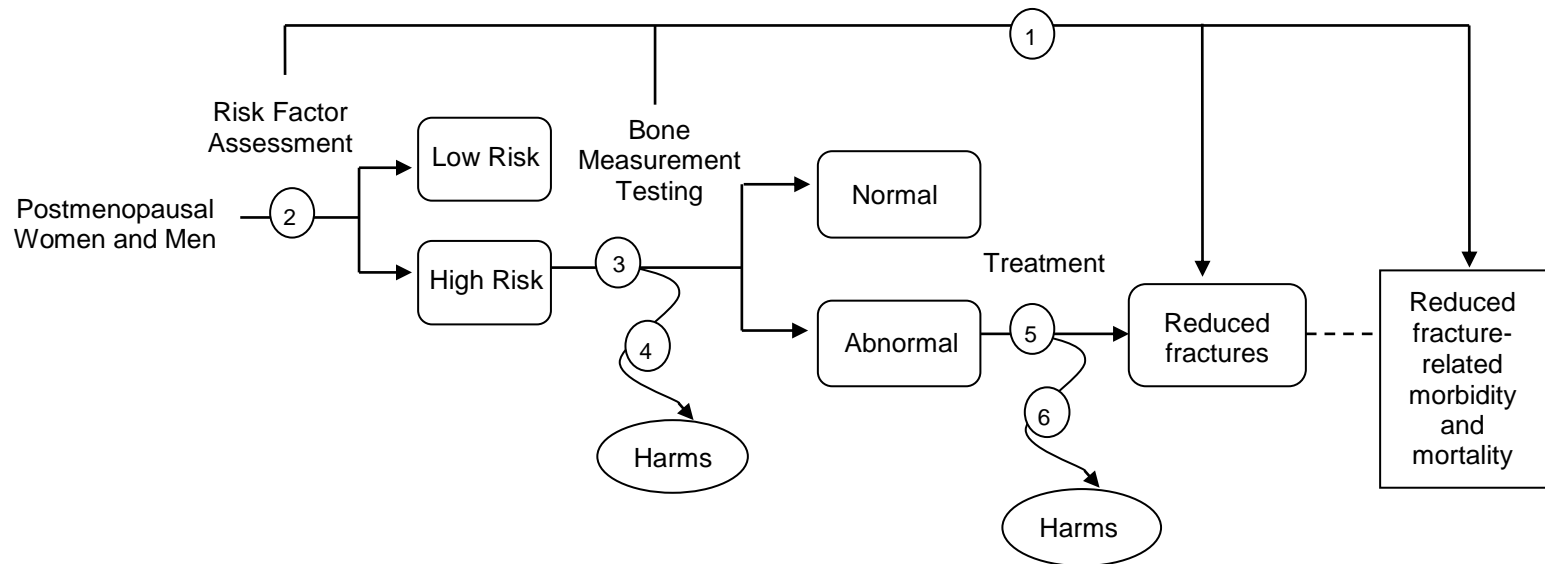 1
Risk Factor
Assessment
Bone
Measurement
Testing
Low Risk
Normal
Postmenopausal
Women and Men
2
High Risk
3
Treatment
4
Abnormal
5
Reduced
fractures
Reduced
fracture-
related
morbidity
and
mortality
6
Harms
Harms